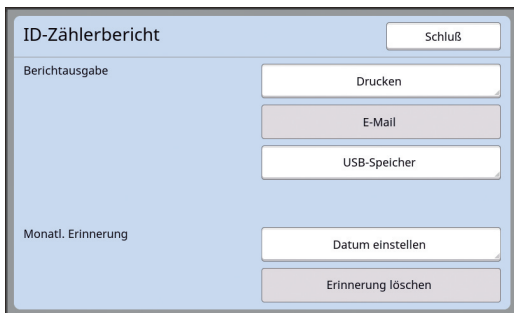 ID-Zählerbericht
Schluß
Berichtausgabe
Drucken
E-Mail
USB-Speicher
Monatl. Erinnerung
Datum einstellen
Erinnerung löschen